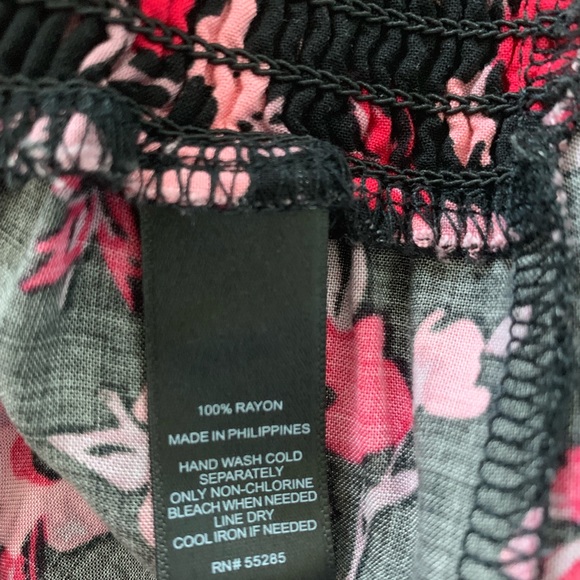 100% RAYON
MADE IN PHILIPPINES
HAND WASH COLD
SEPARATELY
ONLY NON-CHLORINE
BLEACH WHEN NEEDED
LINE DRY
COOL IRON IF NEEDED
RN# 55285